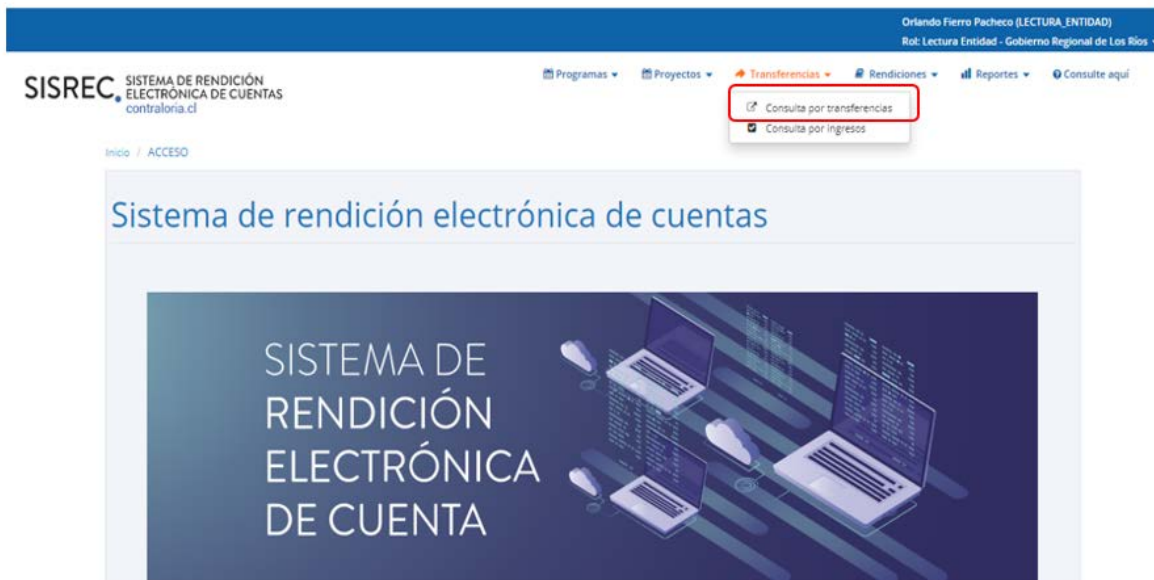 Orlando Fierro Pacheco (LECTURA_ENTIDAD)
Rol: Lectura Entidad - Gobierno Regional de Los Ríos
SISREC
SISTEMA DE RENDICIÓN
ELECTRÓNICA DE CUENTAS
contraloria.cl
Programas Proyectos Transferencias Rendiciones Reportes Consulte aquí
Consulta por transferencias
Consulta por ingresos
Inicio / ACCESO
Sistema de rendición electrónica de cuentas
SISTEMA DE
RENDICIÓN
ELECTRÓNICA
DE CUENTA